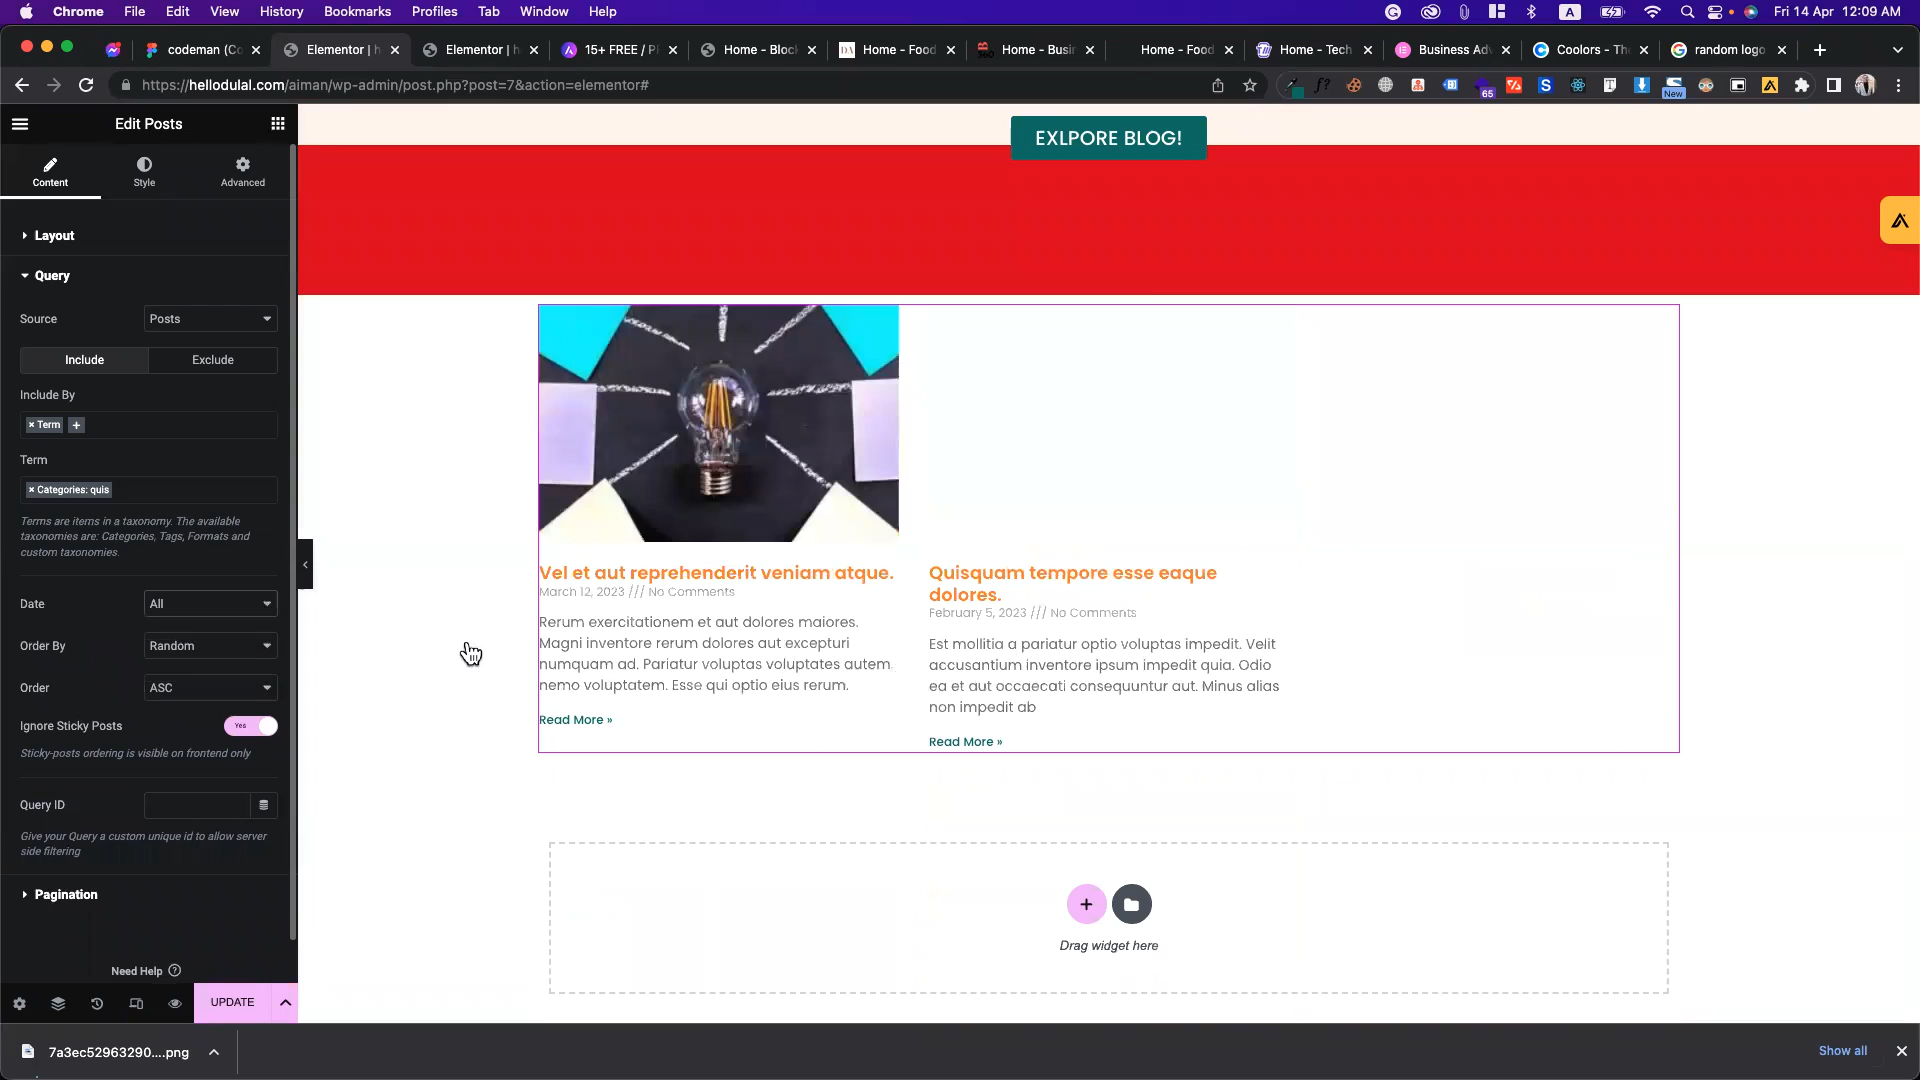 Chrome File Edit View History Bookmarks Profiles Tab Window Help
A
Fri 14 Apr 12:09 AM
codeman (Co
Elementor | h
Elementor | h
15+ FREE / P
Home - Block
Home - Food
Home - Busin
Home - Food
Home - Tech
Business Adv
Coolors - The
random logo
https://hellodulal.com/aiman/wp-admin/post.php?post=7&action=elementor#
65
New
Edit Posts
Content
Style
Advanced
Layout
Query
Source
Posts
Include
Exclude
Include By
× Term +
Term
× Categories: quis
Terms are items in a taxonomy. The available
taxonomies are: Categories, Tags, Formats and
custom taxonomies.
Date
All
Order By
Random
Order
ASC
Ignore Sticky Posts
Yes
Sticky-posts ordering is visible on frontend only
Query ID
Give your Query a custom unique id to allow server
side filtering
Pagination
Need Help
UPDATE
EXLPORE BLOG!
Vel et aut reprehenderit veniam atque.
March 12, 2023 /// No Comments
Rerum exercitationem et aut dolores maiores.
Magni inventore rerum dolores aut excepturi
numquam ad. Pariatur voluptas voluptates autem
nemo voluptatem. Esse qui optio eius rerum.
Read More »
Quisquam tempore esse eaque
dolores.
February 5, 2023 /// No Comments
Est mollitia a pariatur optio voluptas impedit. Velit
accusantium inventore ipsum impedit quia. Odio
ea et aut occaecati consequuntur aut. Minus alias
non impedit ab
Read More »
+
Drag widget here
7a3ec52963290....png
Show all